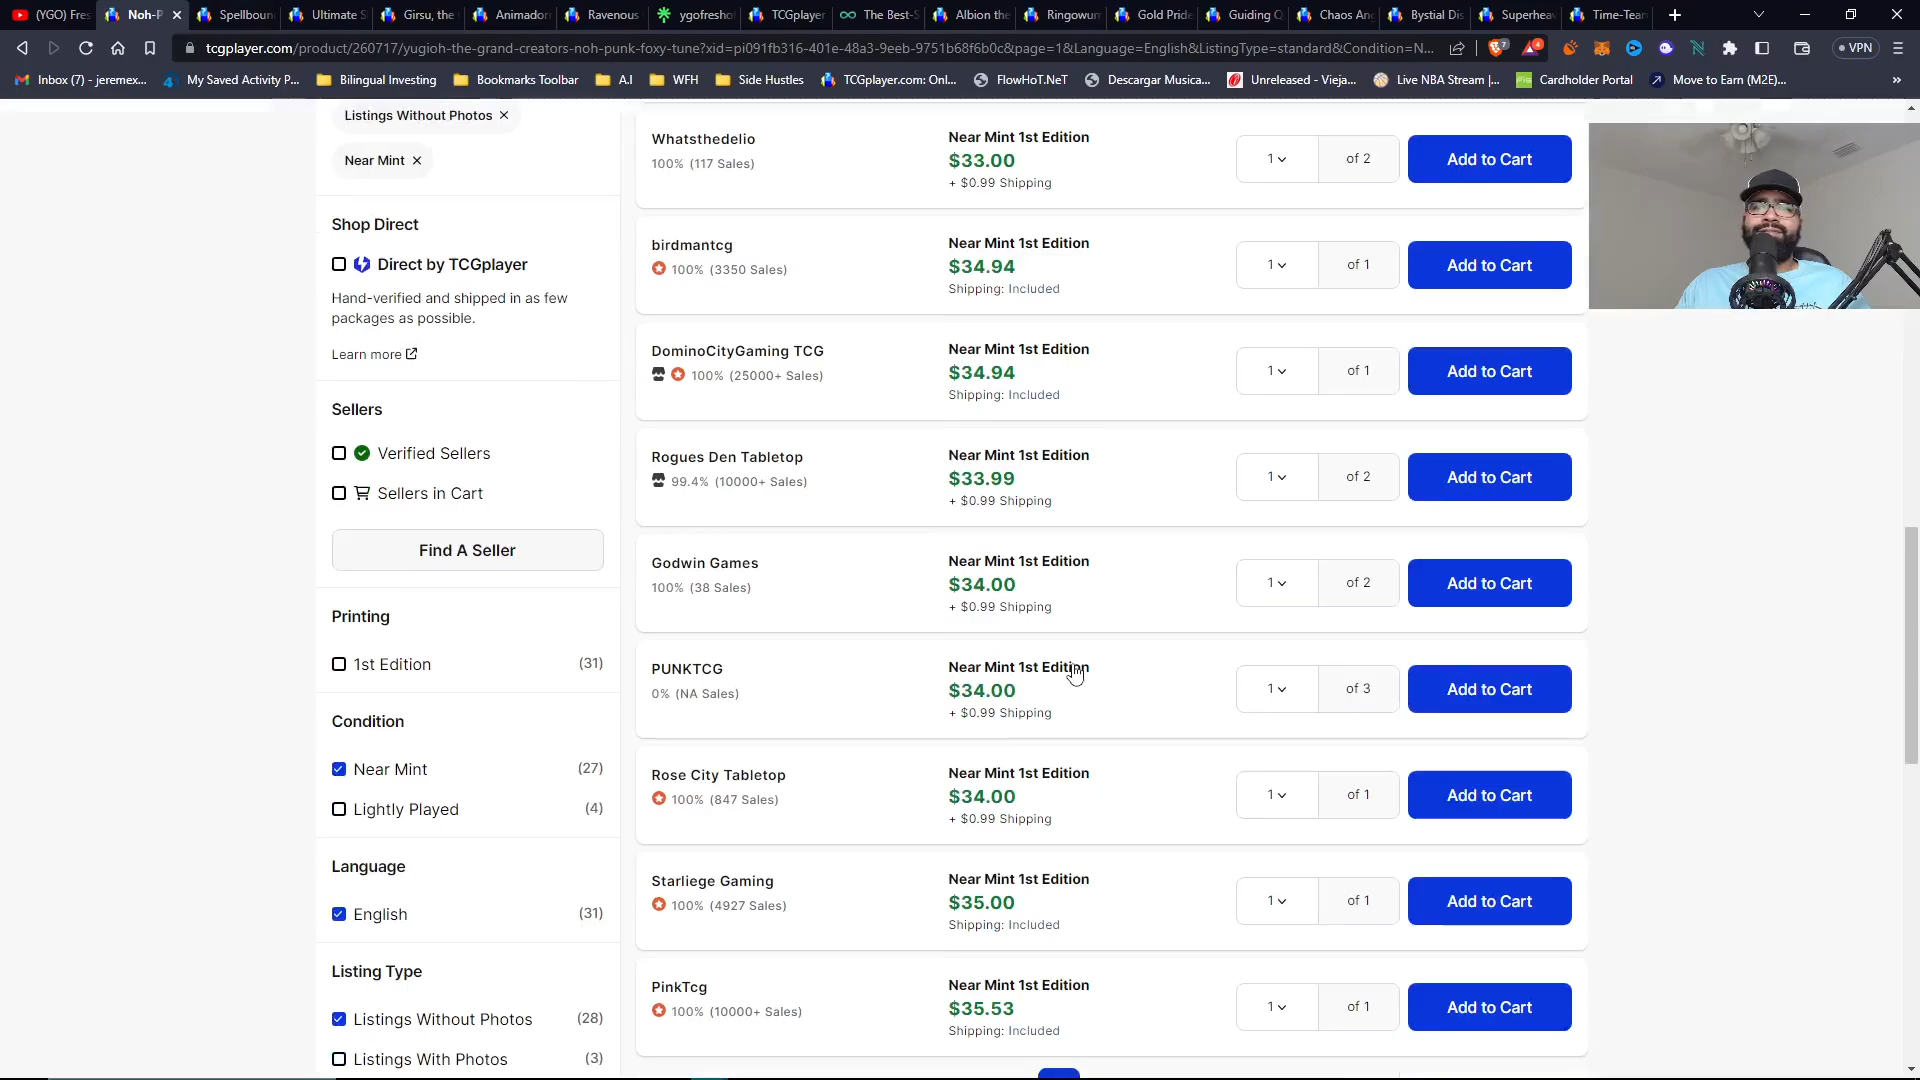 (YGO) Fres
Noh-P
Spellboun
Ultimate S
Girsu, the
Animador
Ravenous
ygofresho
TCGplayer
The Best-S
Albion the
Ringowur
Gold Pride
Guiding Q
Chaos Ang
Bystial Dis
Superheav
Time-Tear
tcgplayer.com/product/260717/yugioh-the-grand-creators-noh-punk-foxy-tune?xid=pi091fb316-401e-48a3-9eeb-9751b68f6b0c&page=1&Language=English&ListingType=standard&Condition=N...
7
4
VPN
Inbox (7) - jeremex...
My Saved Activity P...
Bilingual Investing
Bookmarks Toolbar
A.I
WFH
Side Hustles
TCGplayer.com: Onl...
FlowHoT.NeT
Descargar Musica...
Unreleased - Vieja...
Live NBA Stream |...
Cardholder Portal
Move to Earn (M2E)...
Listings Without Photos
Near Mint
Shop Direct
Direct by TCGplayer
Hand-verified and shipped in as few
packages as possible.
Learn more
Sellers
Verified Sellers
Sellers in Cart
Find A Seller
Printing
1st Edition (31)
Condition
Near Mint (27)
Lightly Played (4)
Language
English (31)
Listing Type
Listings Without Photos (28)
Listings With Photos (3)
Whatsthedelio
100% (117 Sales)
Near Mint 1st Edition
$33.00
+ $0.99 Shipping
1 of 2
Add to Cart
birdmantcg
100% (3350 Sales)
Near Mint 1st Edition
$34.94
Shipping: Included
1 of 1
Add to Cart
DominoCityGaming TCG
100% (25000+ Sales)
Near Mint 1st Edition
$34.94
Shipping: Included
1 of 1
Add to Cart
Rogues Den Tabletop
99.4% (10000+ Sales)
Near Mint 1st Edition
$33.99
+ $0.99 Shipping
1 of 2
Add to Cart
Godwin Games
100% (38 Sales)
Near Mint 1st Edition
$34.00
+ $0.99 Shipping
1 of 2
Add to Cart
PUNKTCG
0% (NA Sales)
Near Mint 1st Edition
$34.00
+ $0.99 Shipping
1 of 3
Add to Cart
Rose City Tabletop
100% (847 Sales)
Near Mint 1st Edition
$34.00
+ $0.99 Shipping
1 of 1
Add to Cart
Starliege Gaming
100% (4927 Sales)
Near Mint 1st Edition
$35.00
Shipping: Included
1 of 1
Add to Cart
PinkTcg
100% (10000+ Sales)
Near Mint 1st Edition
$35.53
Shipping: Included
1 of 1
Add to Cart